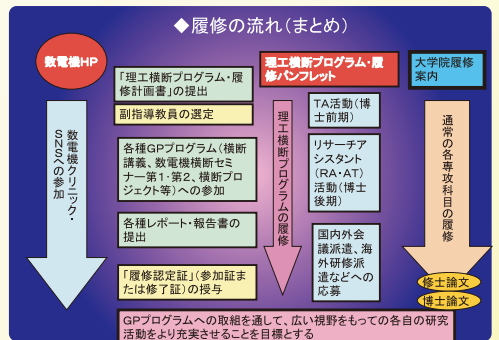 ◆履修の流れ(まとめ)
数電機HP
理工横断プログラム・履
修パンフレット
大学院履修
案内
「理工横断プログラム・履
修計画書」の提出
副指導教員の選定
各種GPプログラム(横断
講義、数電機横断セミ
ナー第1・第2、横断プロ
ジェクト等)への参加
各種レポート・報告書の
提出
「履修認定証」(参加証ま
たは修了証)の授与
数電機クリニック・
SNSへの参加
理工横断プログラムの履修
TA活動(博
士前期)
リサーチア
シスタント
(RA・AT)
活動(博士
後期)
国内外会
議派遣、海
外研修派
遣などへの
応募
通常の各専攻科目の履修
修士論文
博士論文
GPプログラムへの取組を通して、広い視野をもっての各自の研究
活動をより充実させることを目標とする